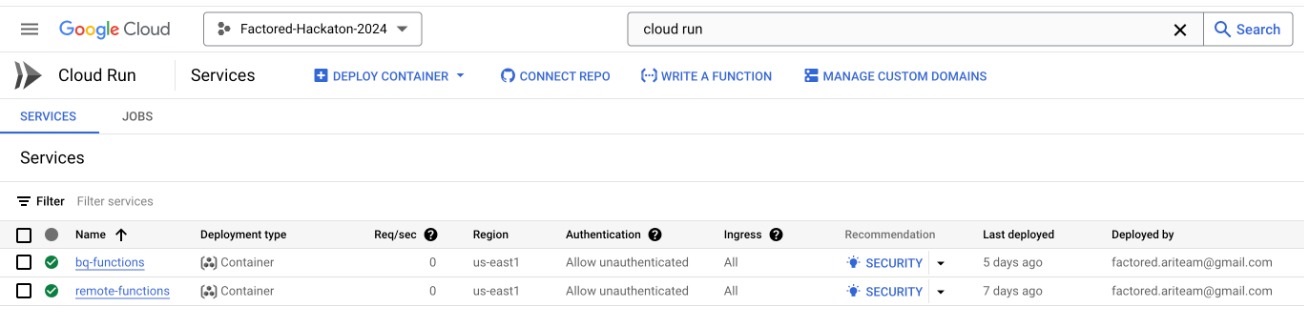 Google Cloud Factored-Hackaton-2024 cloud run Search
Cloud Run Services DEPLOY CONTAINER CONNECT REPO WRITE A FUNCTION MANAGE CUSTOM DOMAINS
SERVICES JOBS
Services
Filter Filter services
Name Deployment type Req/sec Region Authentication Ingress Recommendation Last deployed Deployed by
bq-functions Container 0 us-east1 Allow unauthenticated All SECURITY 5 days ago factored.ariteam@gmail.com
remote-functions Container 0 us-east1 Allow unauthenticated All SECURITY 7 days ago factored.ariteam@gmail.com